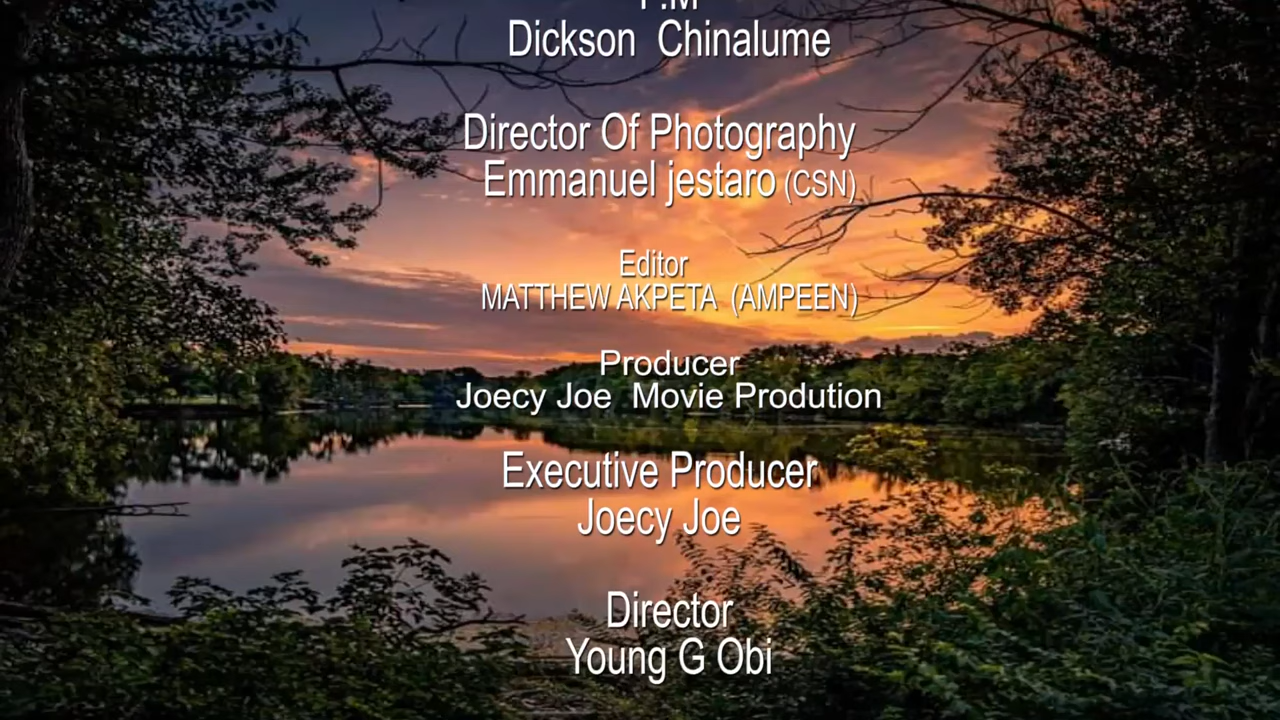 P.M
Dickson Chinalume
Director Of Photography
Emmanuel jestaro (CSN)
Editor
MATTHEW AKPETA (AMPEEN)
Producer
Joecy Joe Movie Prodution
Executive Producer
Joecy Joe
Director
Young G Obi